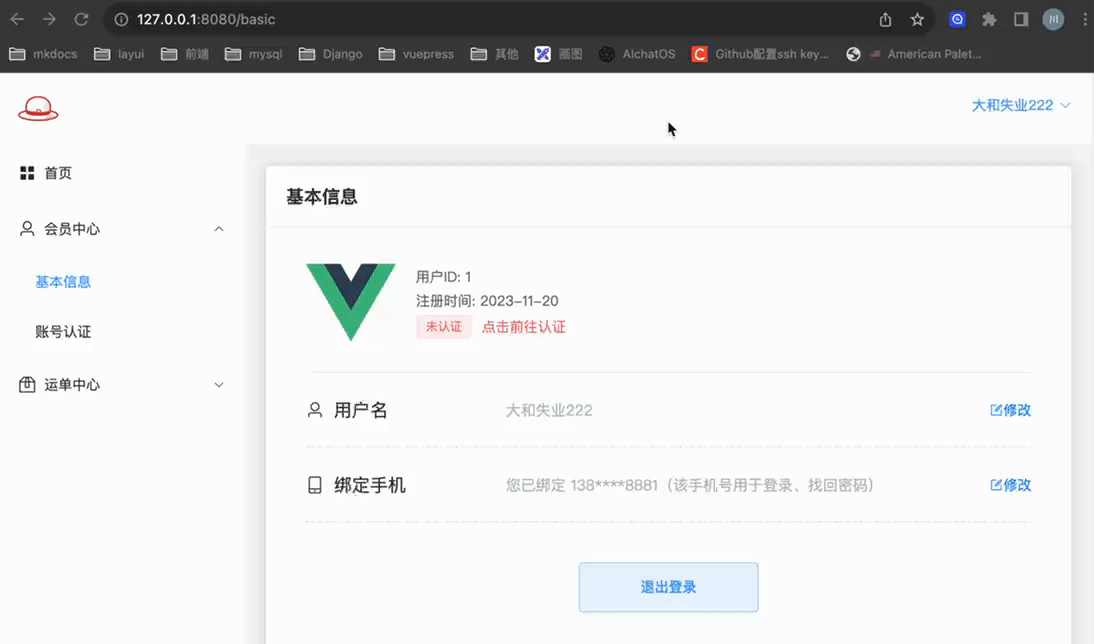 127.0.0.1:8080/basic
mkdocs layui 前端 mysql Django vuepress 其他 画图 AIchatOS Github配置ssh key... American Palet...
大和失业222
首页
会员中心
基本信息
账号认证
运单中心
基本信息
用户ID: 1
注册时间: 2023-11-20
未认证 点击前往认证
用户名 大和失业222 修改
绑定手机 您已绑定 138****8881（该手机号用于登录、找回密码） 修改
退出登录